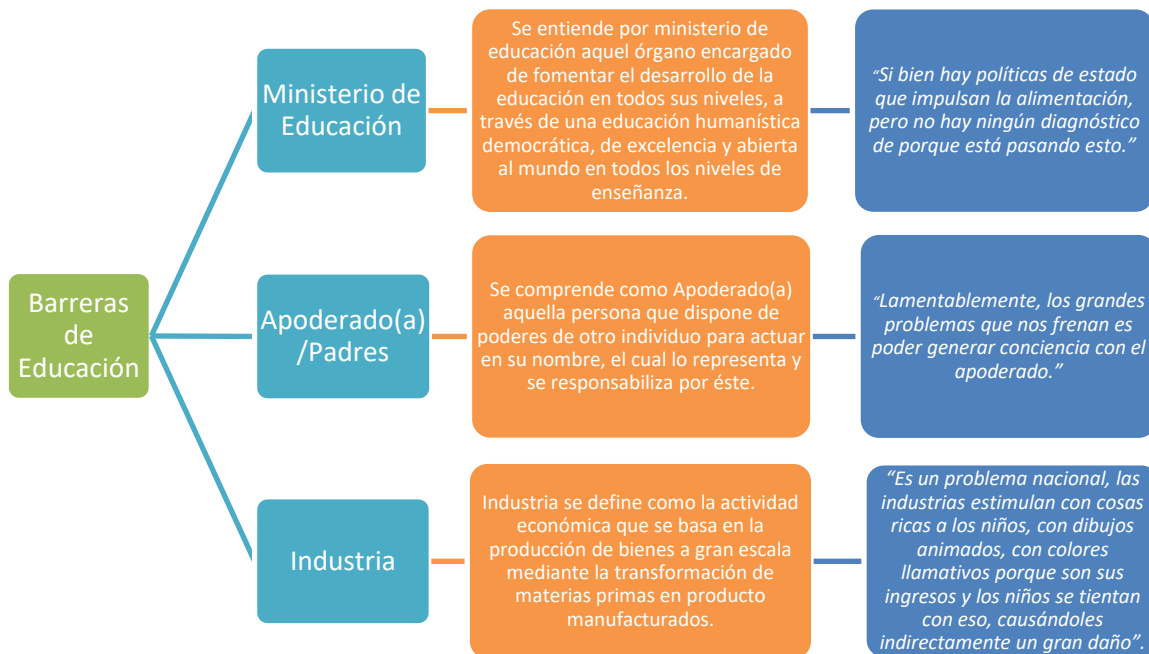 Barreras
de
Educación
Ministerio de
Educación
Se entiende por ministerio de
educación aquel órgano encargado
de fomentar el desarrollo de la
educación en todos sus niveles, a
través de una educación humanística
democrática, de excelencia y abierta
al mundo en todos los niveles de
enseñanza.
“Si bien hay políticas de estado
que impulsan la alimentación,
pero no hay ningún diagnóstico
de porque está pasando esto.”
Apoderado(a)
/Padres
Se comprende como Apoderado(a)
aquella persona que dispone de
poderes de otro individuo para actuar
en su nombre, el cual lo representa y
se responsabiliza por éste.
“Lamentablemente, los grandes
problemas que nos frenan es
poder generar conciencia con el
apoderado.”
Industria
Industria se define como la actividad
económica que se basa en la
producción de bienes a gran escala
mediante la transformación de
materias primas en producto
manufacturados.
“Es un problema nacional, las
industrias estimulan con cosas
ricas a los niños, con dibujos
animados, con colores
llamativos porque son sus
ingresos y los niños se tientan
con eso, causándoles
indirectamente un gran daño”.